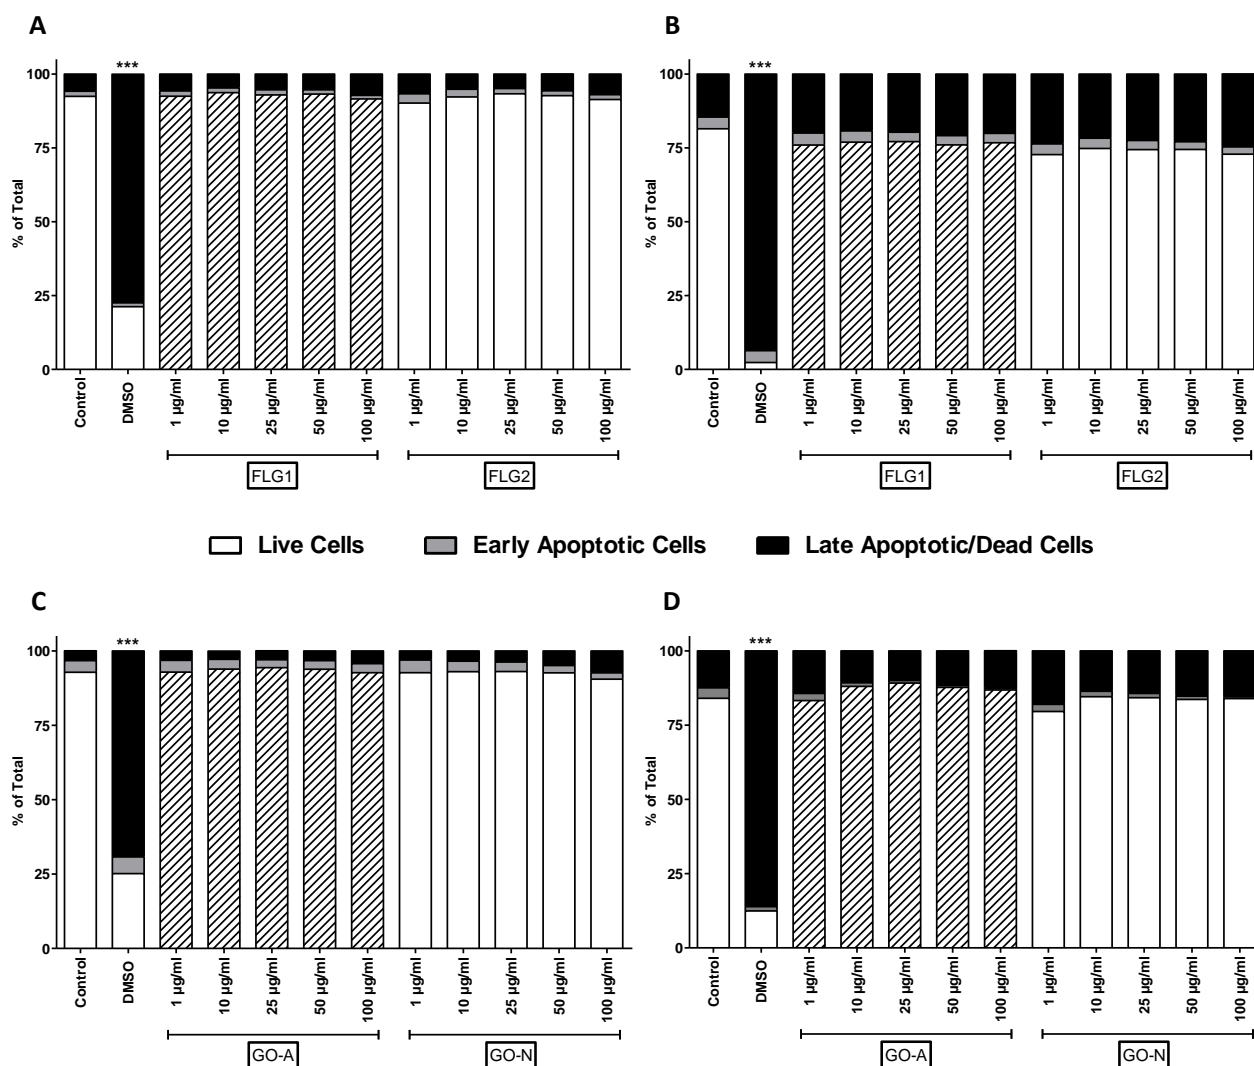 A
***
100
75
50
25
0
% of Total
Control
DMSO
1 µg/ml
10 µg/ml
25 µg/ml
50 µg/ml
100 µg/ml
1 µg/ml
10 µg/ml
25 µg/ml
50 µg/ml
100 µg/ml
FLG1
FLG2
B
***
100
75
50
25
0
% of Total
Control
DMSO
1 µg/ml
10 µg/ml
25 µg/ml
50 µg/ml
100 µg/ml
1 µg/ml
10 µg/ml
25 µg/ml
50 µg/ml
100 µg/ml
FLG1
FLG2
Live Cells
Early Apoptotic Cells
Late Apoptotic/Dead Cells
C
***
100
75
50
25
0
% of Total
Control
DMSO
1 µg/ml
10 µg/ml
25 µg/ml
50 µg/ml
100 µg/ml
1 µg/ml
10 µg/ml
25 µg/ml
50 µg/ml
100 µg/ml
GO-A
GO-N
D
***
100
75
50
25
0
% of Total
Control
DMSO
1 µg/ml
10 µg/ml
25 µg/ml
50 µg/ml
100 µg/ml
1 µg/ml
10 µg/ml
25 µg/ml
50 µg/ml
100 µg/ml
GO-A
GO-N